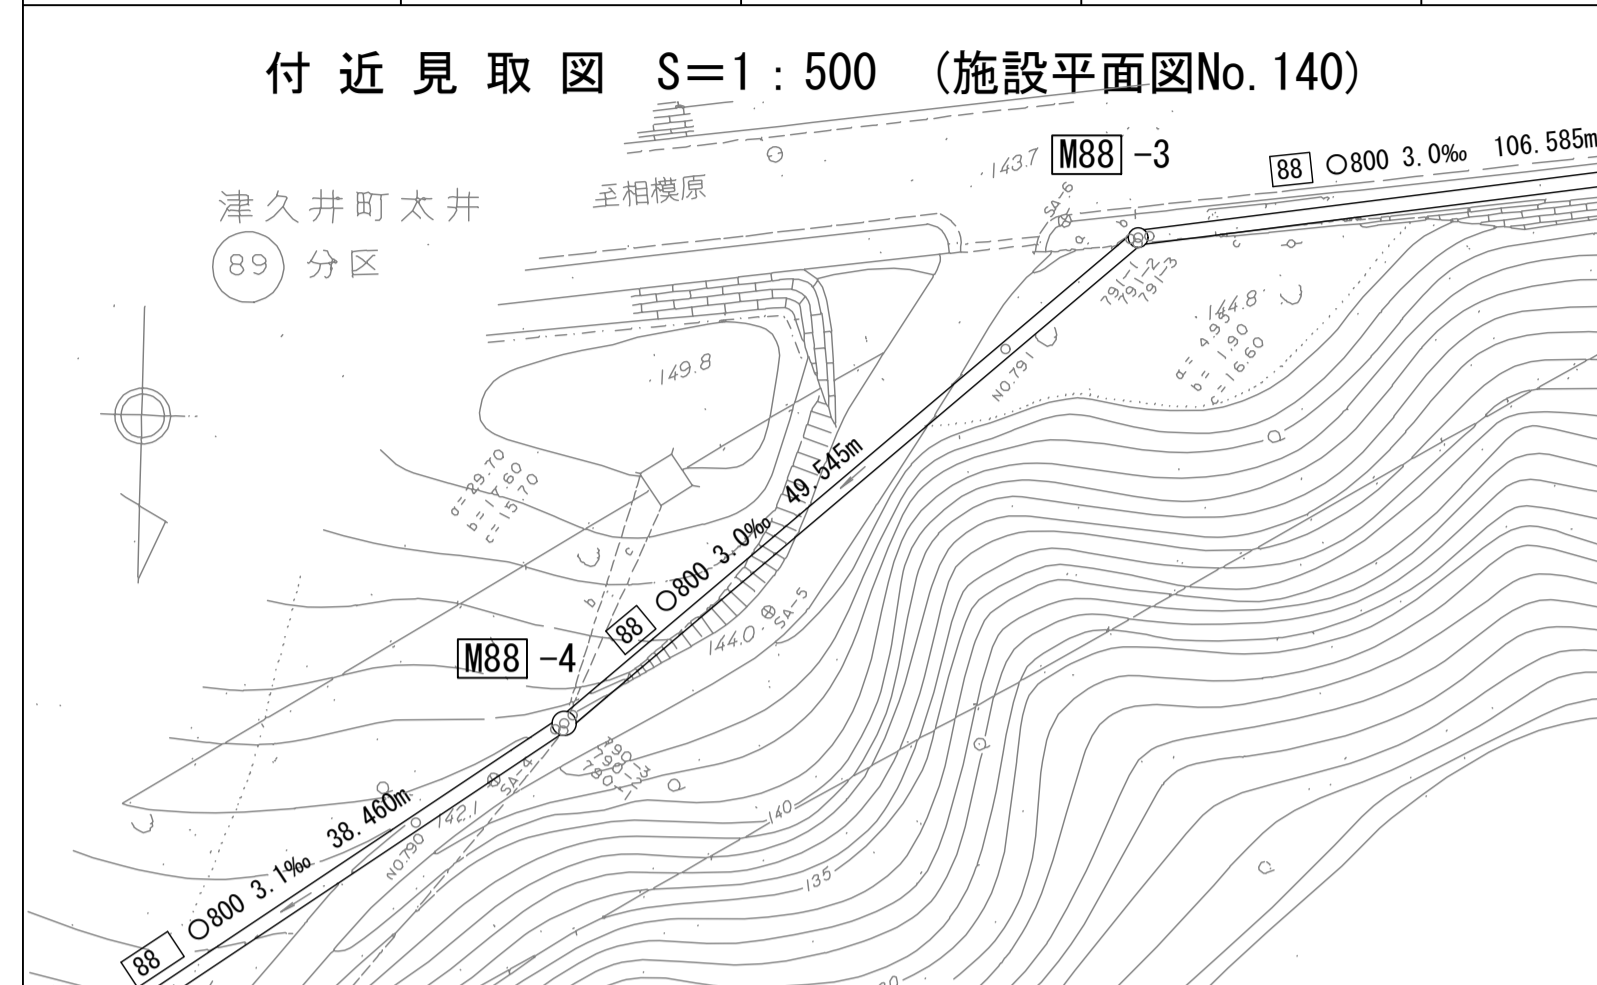 付近見取図 S=1:500 (施設平面図No.140)
143.7
M88 -3
88 ○800 3.0‰ 106.585m
至相模原
津久井町太井
89 分区
SA-6
b
a
c
a
791-1
791-2
791-3
144.8
a= 4.95
b= 1.90
c=16.60
149.8
NO.791
a=29.70
b=17.60
c=15.70
88 ○800 3.0‰ 49.545m
c
b
SA-5
144.0
M88 -4
790-3
SA-4
142.1
140
135
NO.790
88 ○800 3.1‰ 38.460m